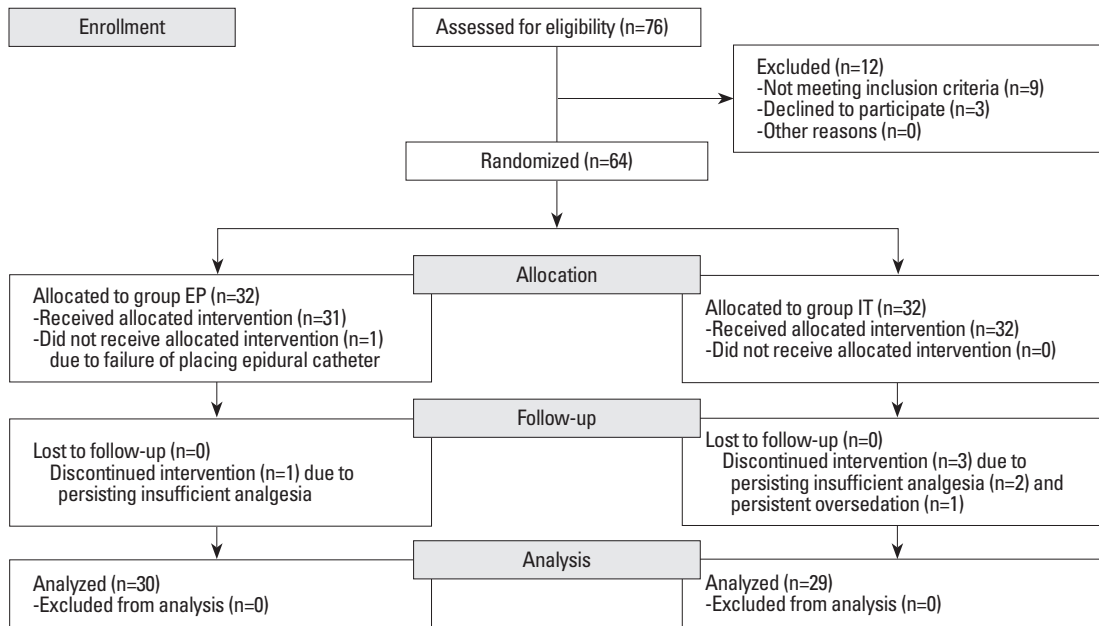 Enrollment
Assessed for eligibility (n=76)
Excluded (n=12)
-Not meeting inclusion criteria (n=9)
-Declined to participate (n=3)
-Other reasons (n=0)
Randomized (n=64)
Allocation
Allocated to group EP (n=32)
-Received allocated intervention (n=31)
-Did not receive allocated intervention (n=1)
due to failure of placing epidural catheter
Allocated to group IT (n=32)
-Received allocated intervention (n=32)
-Did not receive allocated intervention (n=0)
Follow-up
Lost to follow-up (n=0)
Discontinued intervention (n=1) due to
persisting insufficient analgesia
Lost to follow-up (n=0)
Discontinued intervention (n=3) due to
persisting insufficient analgesia (n=2) and
persistent oversedation (n=1)
Analysis
Analyzed (n=30)
-Excluded from analysis (n=0)
Analyzed (n=29)
-Excluded from analysis (n=0)